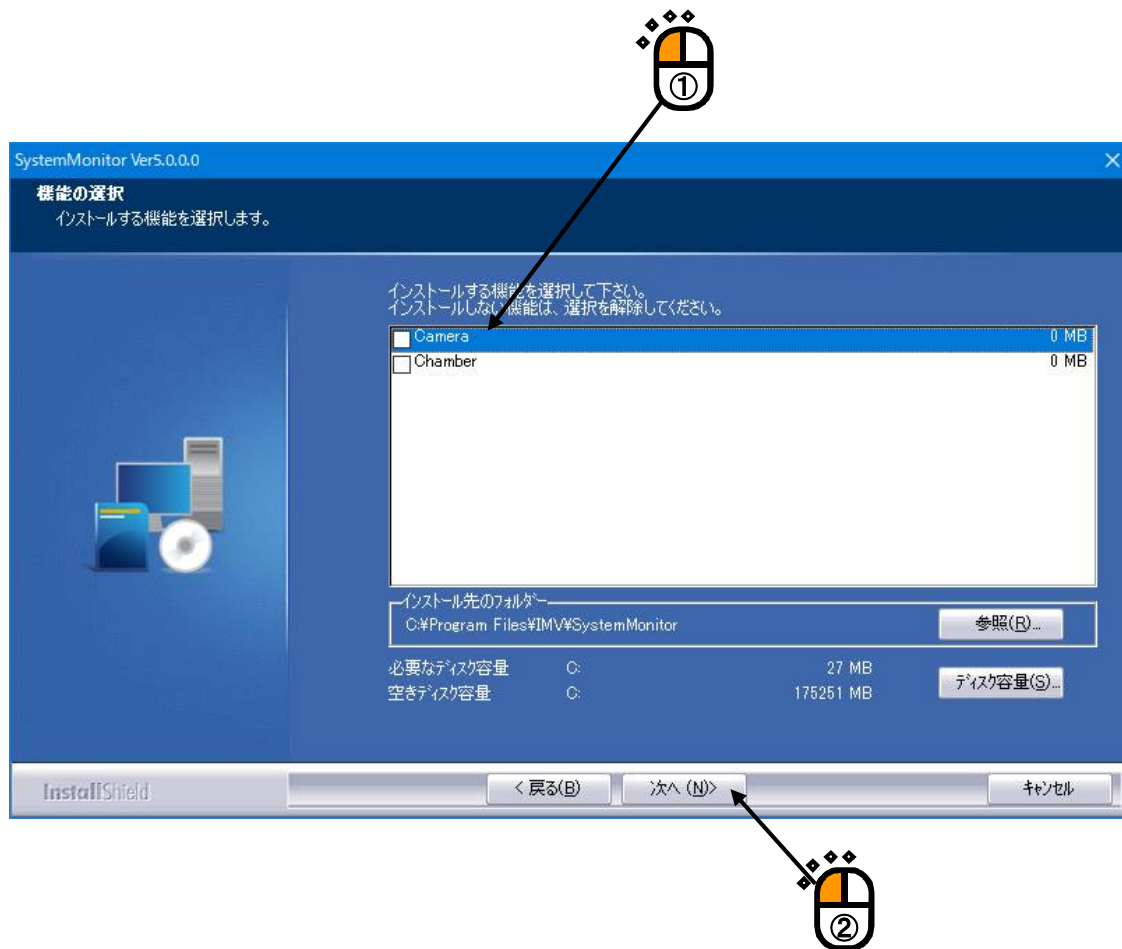 ①
SystemMonitor Ver5.0.0.0
機能の選択
インストールする機能を選択します。
インストールする機能を選択して下さい。
インストールしない機能は、選択を解除してください。
Camera 0 MB
Chamber 0 MB
インストール先のフォルダー
C:¥Program Files¥IMV¥SystemMonitor
参照(R)...
必要なディスク容量 C: 27 MB
空きディスク容量 C: 175251 MB
ディスク容量(S)...
InstallShield
< 戻る(B)
次へ (N)>
キャンセル
②